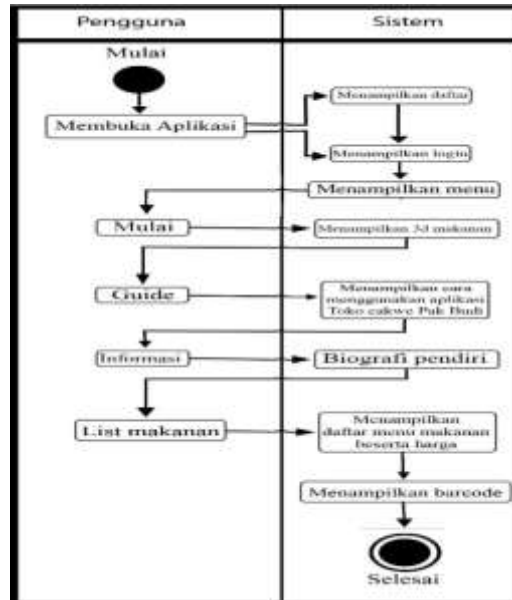 Pengguna
Sistem
Mulai
Menampilkan daftar
Membuka Aplikasi
Menampilkan login
Menampilkan menu
Mulai
Menampilkan 3d makanan
Guide
Menampilkan cara
menggunakan aplikasi
Toko cakwe Pak Budi
Informasi
Biografi pendiri
List makanan
Menampilkan
daftar menu makanan
beserta harga
Menampilkan barcode
Selesai